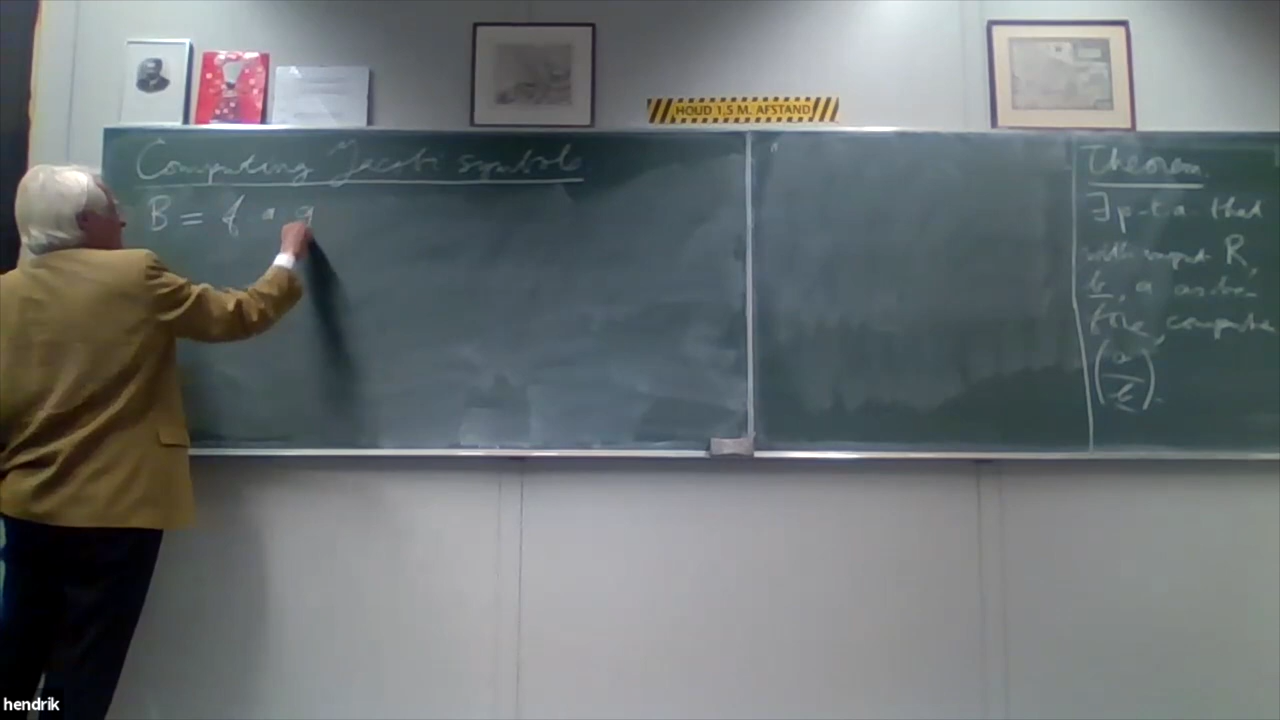 HOUD 1,5 M. AFSTAND
Computing Jacobi symbols
B = f
Theorem.
∃ p.t.a. that
with input R,
b, a as be-
fore, computes
(a/b).
hendrik